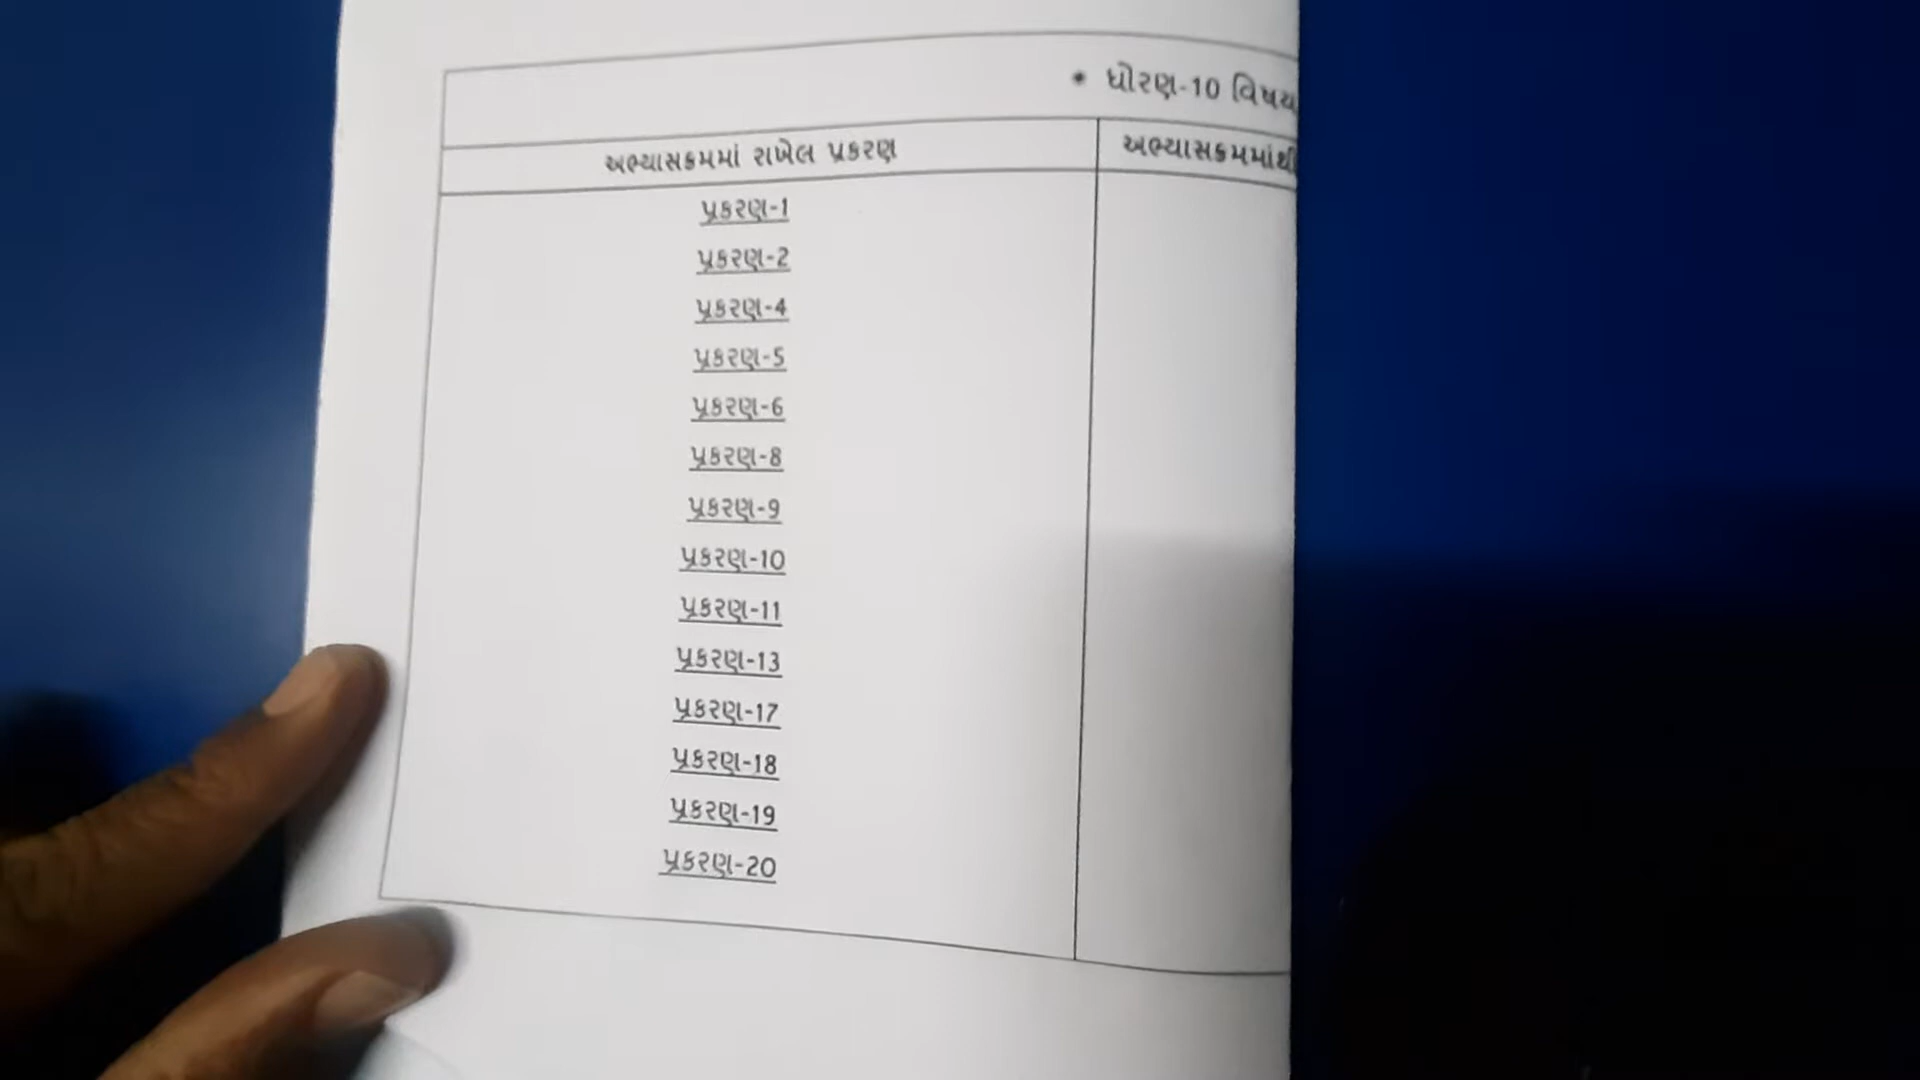 • ધોરણ-10 વિષય
અભ્યાસક્રમમાં રાખેલ પ્રકરણ
અભ્યાસક્રમમાંથી
પ્રકરણ-1
પ્રકરણ-2
પ્રકરણ-4
પ્રકરણ-5
પ્રકરણ-6
પ્રકરણ-8
પ્રકરણ-9
પ્રકરણ-10
પ્રકરણ-11
પ્રકરણ-13
પ્રકરણ-17
પ્રકરણ-18
પ્રકરણ-19
પ્રકરણ-20